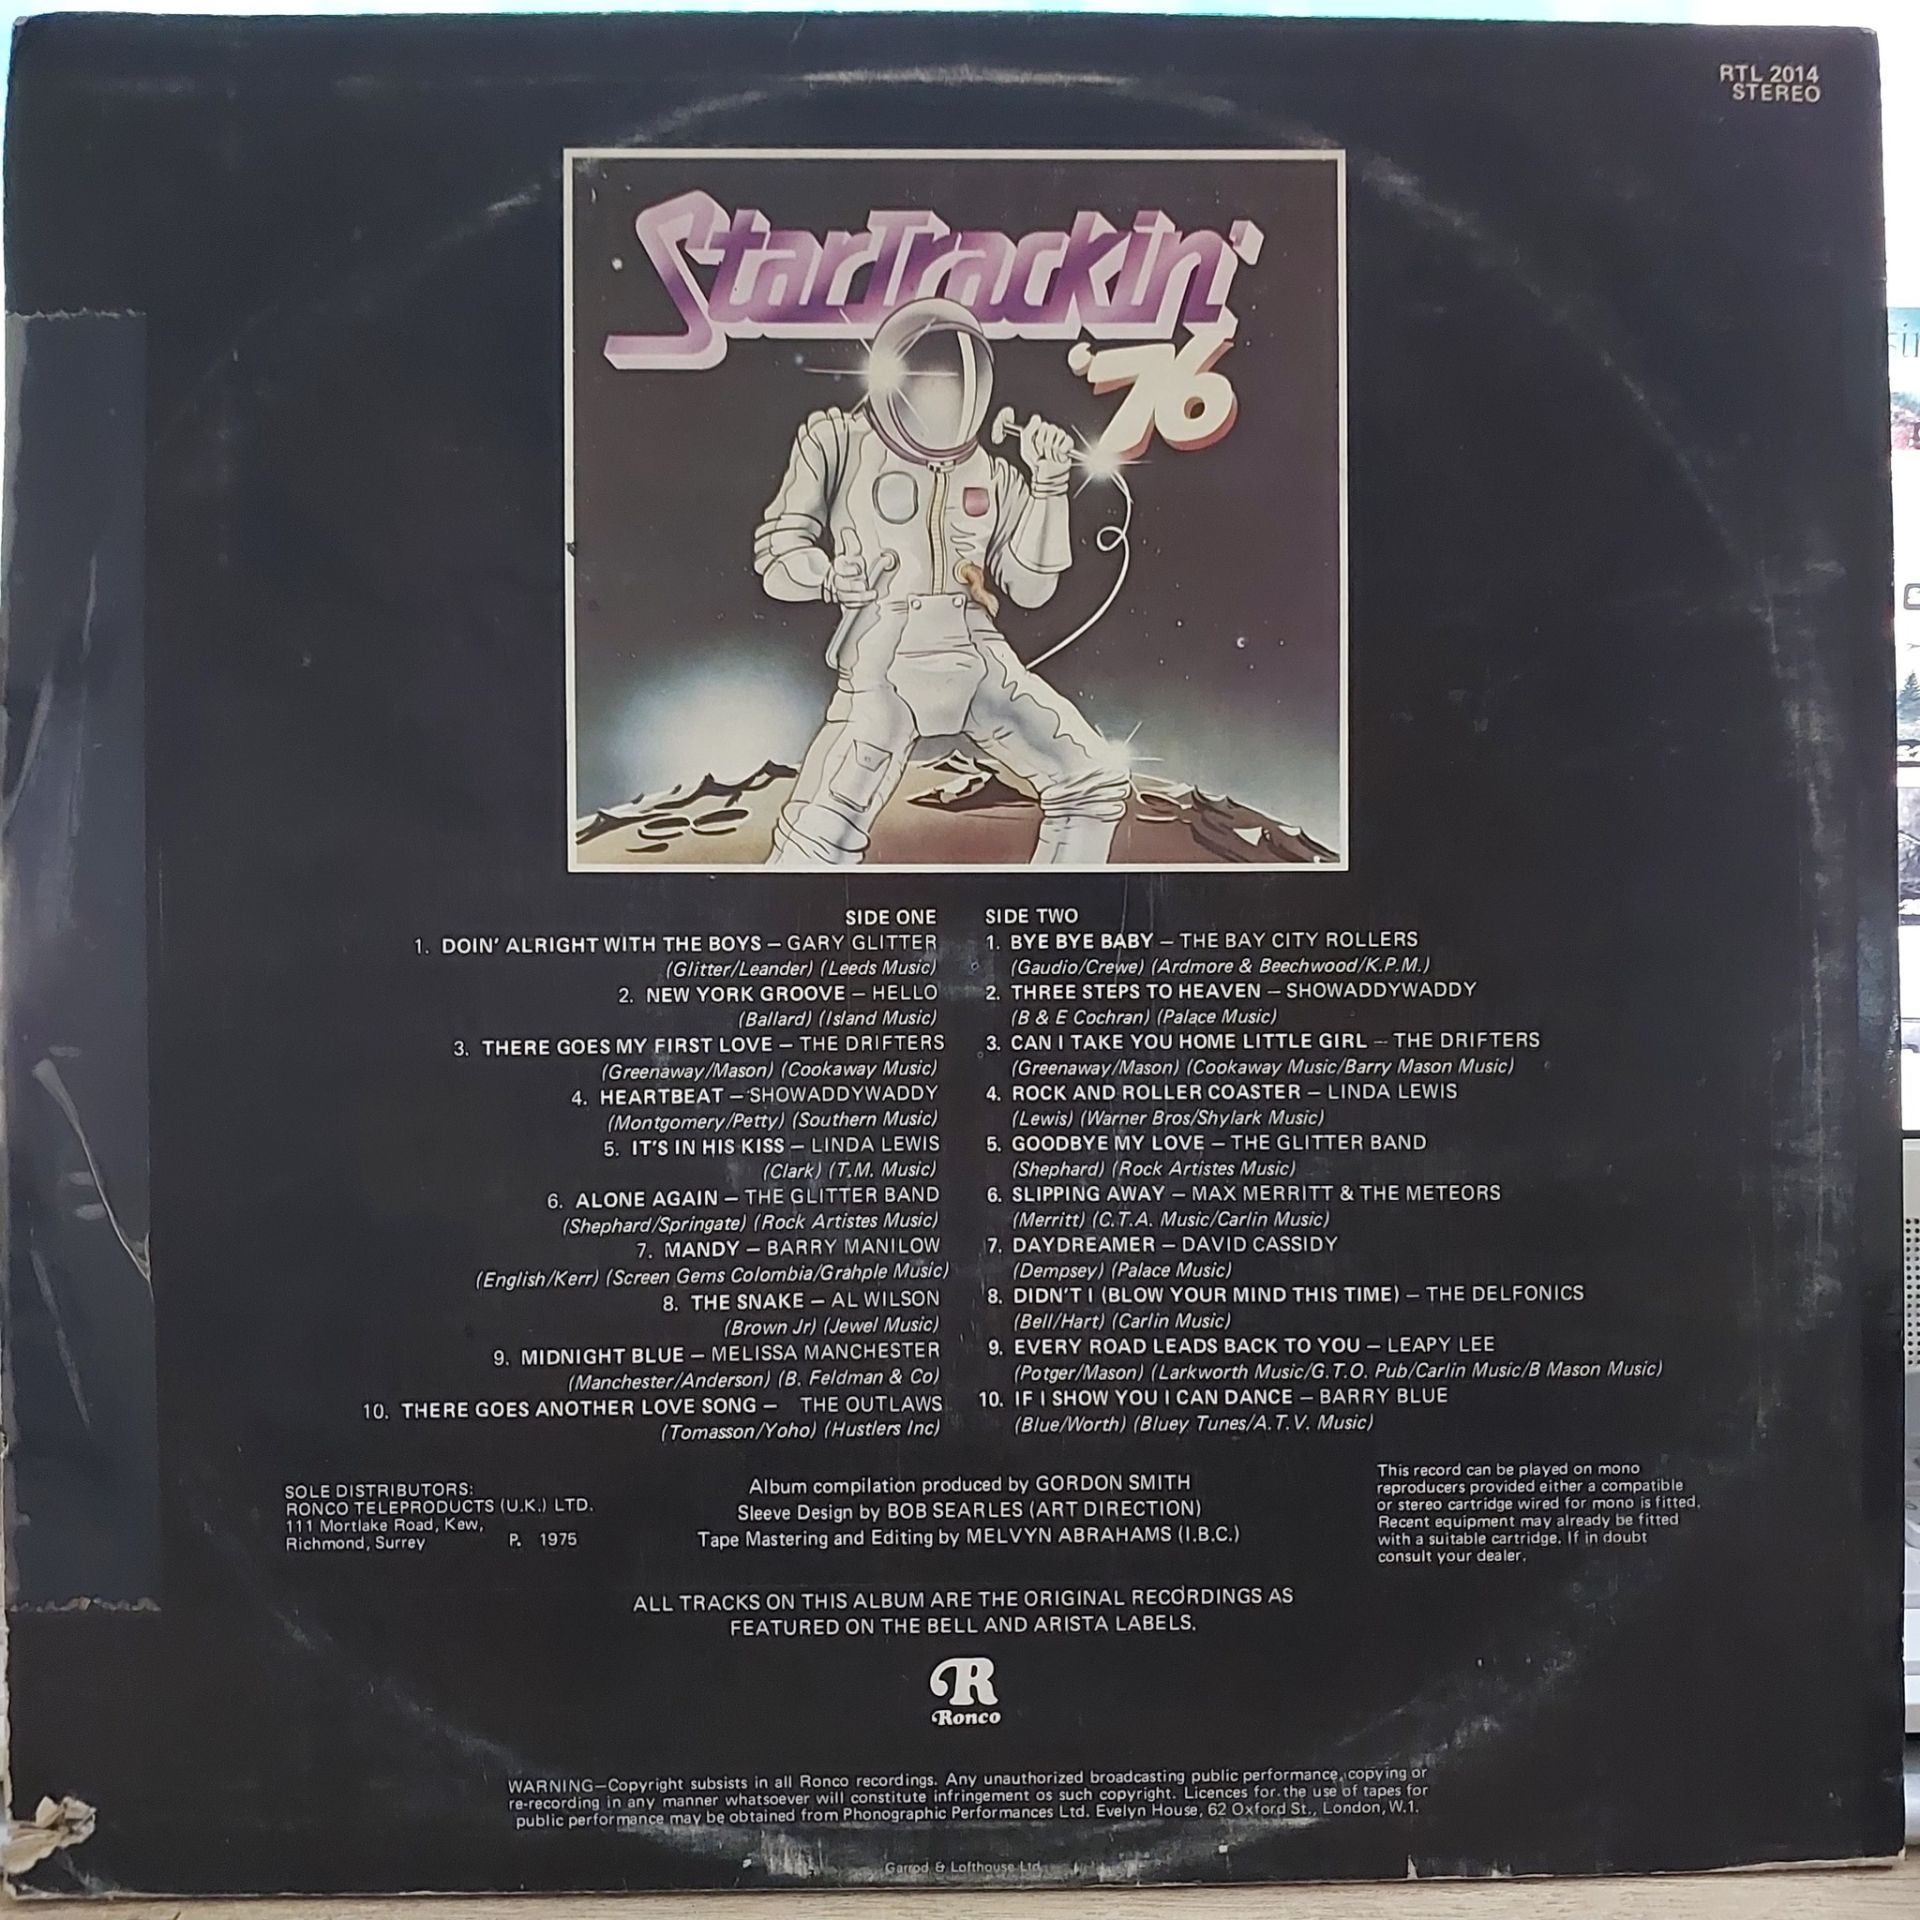 RTL 2014
STEREO
StarTrackin'
'76
SIDE ONE
1. DOIN' ALRIGHT WITH THE BOYS – GARY GLITTER
(Glitter/Leander) (Leeds Music)
2. NEW YORK GROOVE – HELLO
(Ballard) (Island Music)
3. THERE GOES MY FIRST LOVE – THE DRIFTERS
(Greenaway/Mason) (Cookaway Music)
4. HEARTBEAT – SHOWADDYWADDY
(Montgomery/Petty) (Southern Music)
5. IT'S IN HIS KISS – LINDA LEWIS
(Clark) (T.M. Music)
6. ALONE AGAIN – THE GLITTER BAND
(Shephard/Springate) (Rock Artistes Music)
7. MANDY – BARRY MANILOW
(English/Kerr) (Screen Gems Colombia/Grahple Music)
8. THE SNAKE – AL WILSON
(Brown Jr) (Jewel Music)
9. MIDNIGHT BLUE – MELISSA MANCHESTER
(Manchester/Anderson) (B. Feldman & Co)
10. THERE GOES ANOTHER LOVE SONG – THE OUTLAWS
(Tomasson/Yoho) (Hustlers Inc)
SIDE TWO
1. BYE BYE BABY – THE BAY CITY ROLLERS
(Gaudio/Crewe) (Ardmore & Beechwood/K.P.M.)
2. THREE STEPS TO HEAVEN – SHOWADDYWADDY
(B & E Cochran) (Palace Music)
3. CAN I TAKE YOU HOME LITTLE GIRL – THE DRIFTERS
(Greenaway/Mason) (Cookaway Music/Barry Mason Music)
4. ROCK AND ROLLER COASTER – LINDA LEWIS
(Lewis) (Warner Bros/Shylark Music)
5. GOODBYE MY LOVE – THE GLITTER BAND
(Shephard) (Rock Artistes Music)
6. SLIPPING AWAY – MAX MERRITT & THE METEORS
(Merritt) (C.T.A. Music/Carlin Music)
7. DAYDREAMER – DAVID CASSIDY
(Dempsey) (Palace Music)
8. DIDN'T I (BLOW YOUR MIND THIS TIME) – THE DELFONICS
(Bell/Hart) (Carlin Music)
9. EVERY ROAD LEADS BACK TO YOU – LEAPY LEE
(Potger/Mason) (Larkworth Music/G.T.O. Pub/Carlin Music/B Mason Music)
10. IF I SHOW YOU I CAN DANCE – BARRY BLUE
(Blue/Worth) (Bluey Tunes/A.T.V. Music)
SOLE DISTRIBUTORS:
RONCO TELEPRODUCTS (U.K.) LTD.
111 Mortlake Road, Kew,
Richmond, Surrey P. 1975
Album compilation produced by GORDON SMITH
Sleeve Design by BOB SEARLES (ART DIRECTION)
Tape Mastering and Editing by MELVYN ABRAHAMS (I.B.C.)
This record can be played on mono
reproducers provided either a compatible
or stereo cartridge wired for mono is fitted.
Recent equipment may already be fitted
with a suitable cartridge. If in doubt
consult your dealer.
ALL TRACKS ON THIS ALBUM ARE THE ORIGINAL RECORDINGS AS
FEATURED ON THE BELL AND ARISTA LABELS.
R
Ronco
WARNING–Copyright subsists in all Ronco recordings. Any unauthorized broadcasting public performance, copying or
re-recording in any manner whatsoever will constitute infringement os such copyright. Licences for the use of tapes for
public performance may be obtained from Phonographic Performances Ltd. Evelyn House, 62 Oxford St., London, W.1.
Garrod & Lofthouse Ltd.